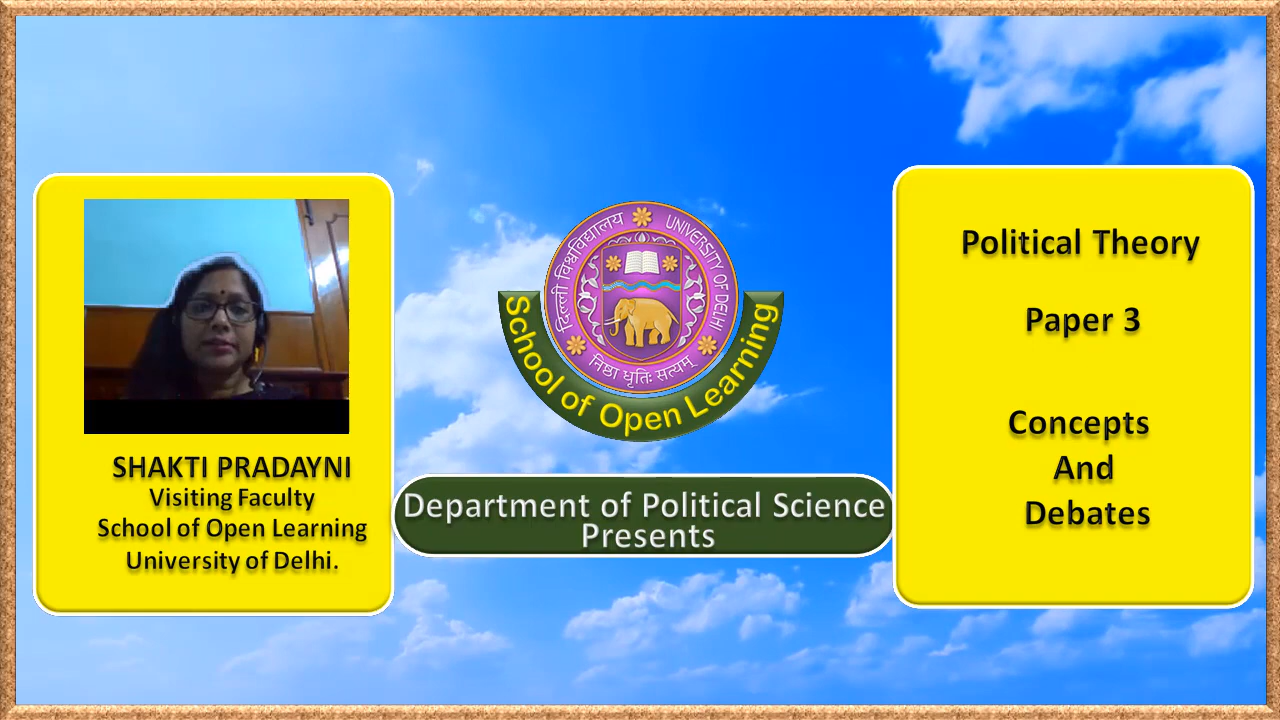 SHAKTI PRADAYNI
Visiting Faculty
School of Open Learning
University of Delhi.
दिल्ली विश्वविद्यालय
UNIVERSITY OF DELHI
निष्ठा धृतिः सत्यम्
School of Open Learning
Department of Political Science
Presents
Political Theory
Paper 3
Concepts
And
Debates